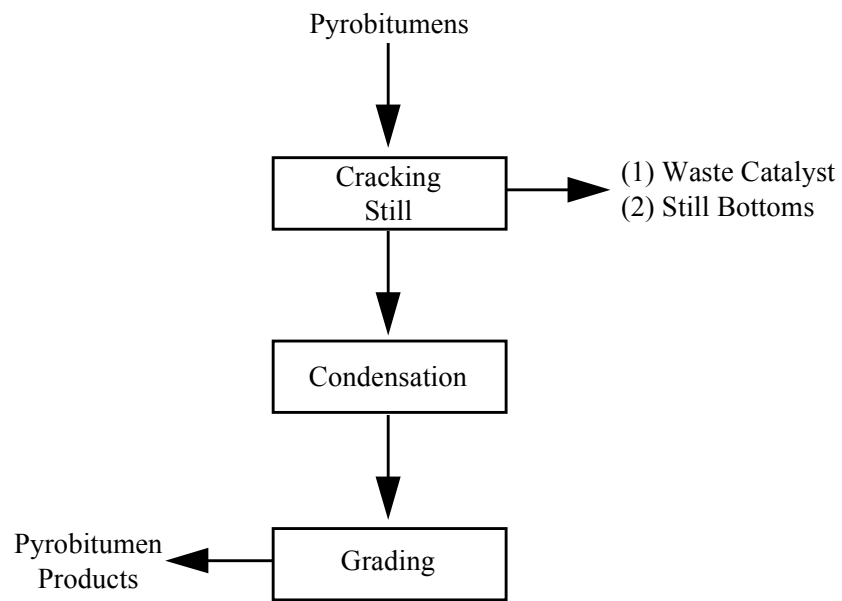 Pyrobitumens
Cracking
Still
(1) Waste Catalyst
(2) Still Bottoms
Condensation
Grading
Pyrobitumen
Products